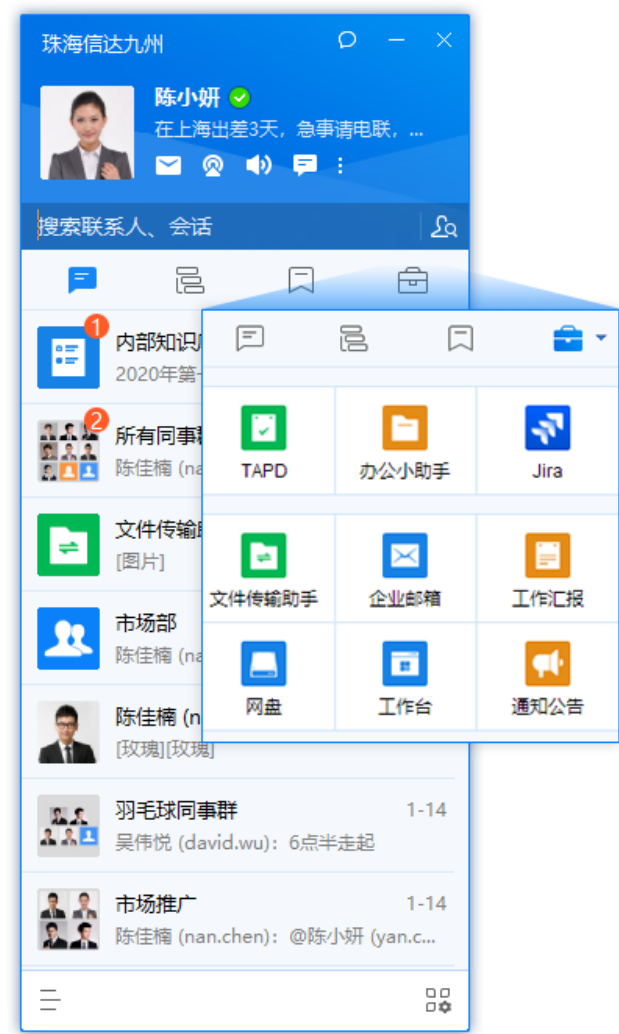 珠海信达九州
陈小妍
在上海出差3天，急事请电联，...
搜索联系人、会话
1
内部知识
2020年第
2
所有同事
陈佳楠 (na
文件传输
[图片]
市场部
陈佳楠 (na
陈佳楠 (n
[玫瑰][玫瑰]
羽毛球同事群 1-14
吴伟悦 (david.wu)：6点半走起
市场推广 1-14
陈佳楠 (nan.chen)：@陈小妍 (yan.c...
TAPD 办公小助手 Jira
文件传输助手 企业邮箱 工作汇报
网盘 工作台 通知公告